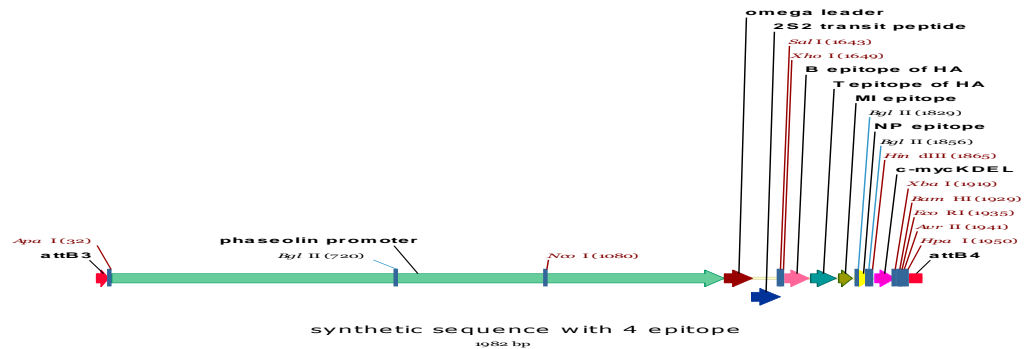 omega leader
2S2 transit peptide
Sal I (1643)
Xho I (1649)
B epitope of HA
T epitope of HA
MI epitope
Bgl II (1829)
NP epitope
Bgl II (1856)
Hin dIII (1865)
c-mycKDEL
Xba I (1919)
Bam HI (1929)
Eco RI (1935)
Avr II (1941)
Hpa I (1950)
attB4
Apa I (32)
attB3
phaseolin promoter
Bgl II (720)
Nco I (1080)
synthetic sequence with 4 epitope
1982 bp